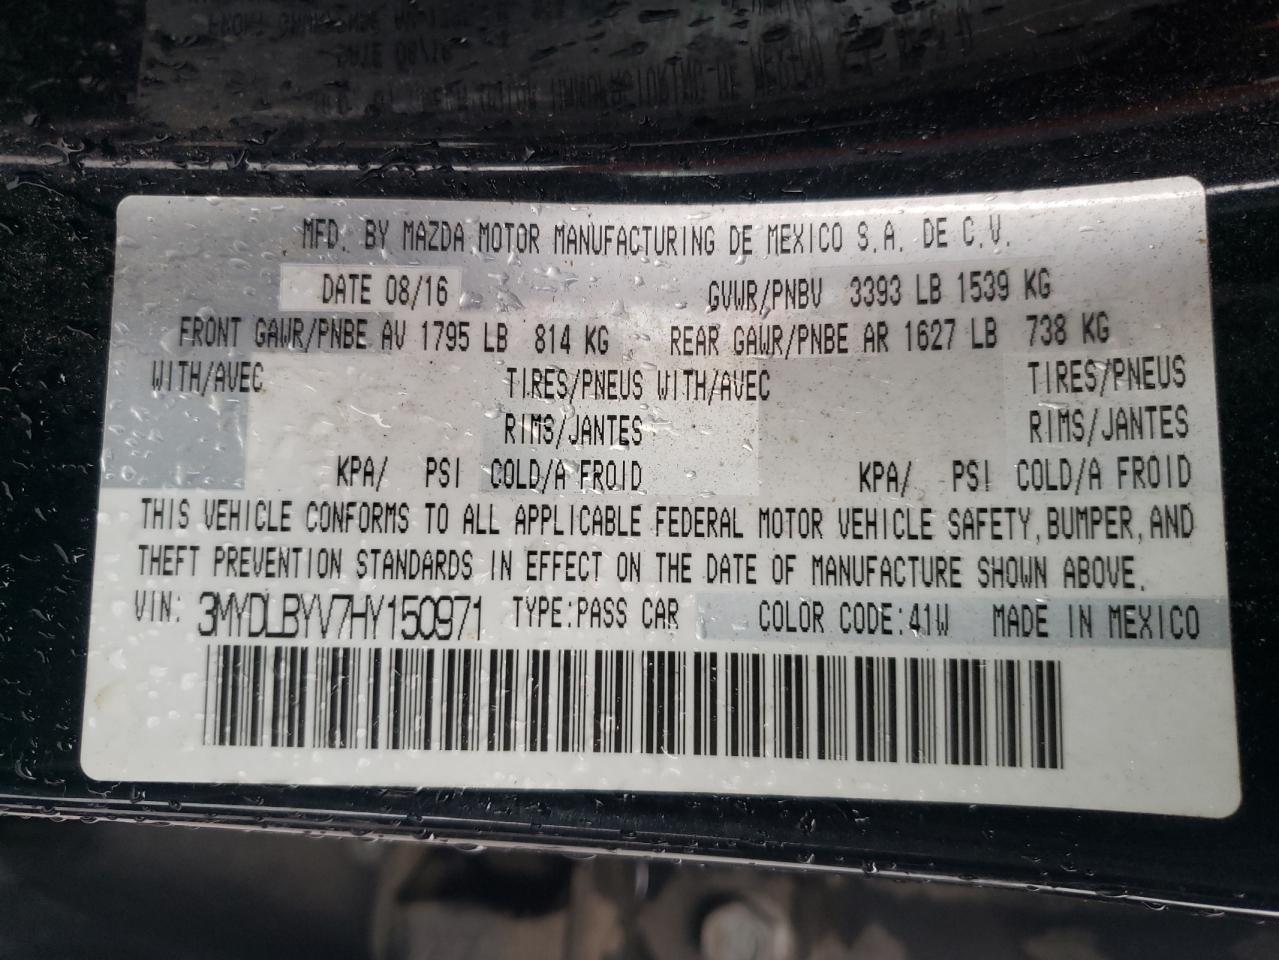 MFD. BY MAZDA MOTOR MANUFACTURING DE MEXICO S.A. DE C.V.
DATE 08/16 GVWR/PNBV 3393 LB 1539 KG
FRONT GAWR/PNBE AV 1795 LB 814 KG REAR GAWR/PNBE AR 1627 LB 738 KG
WITH/AVEC TIRES/PNEUS WITH/AVEC TIRES/PNEUS
RIMS/JANTES RIMS/JANTES
KPA/ PSI COLD/A FROID KPA/ PSI COLD/A FROID
THIS VEHICLE CONFORMS TO ALL APPLICABLE FEDERAL MOTOR VEHICLE SAFETY, BUMPER, AND
THEFT PREVENTION STANDARDS IN EFFECT ON THE DATE OF MANUFACTURE SHOWN ABOVE.
VIN: 3MYDLBYV7HY150971 TYPE:PASS CAR COLOR CODE:41W MADE IN MEXICO